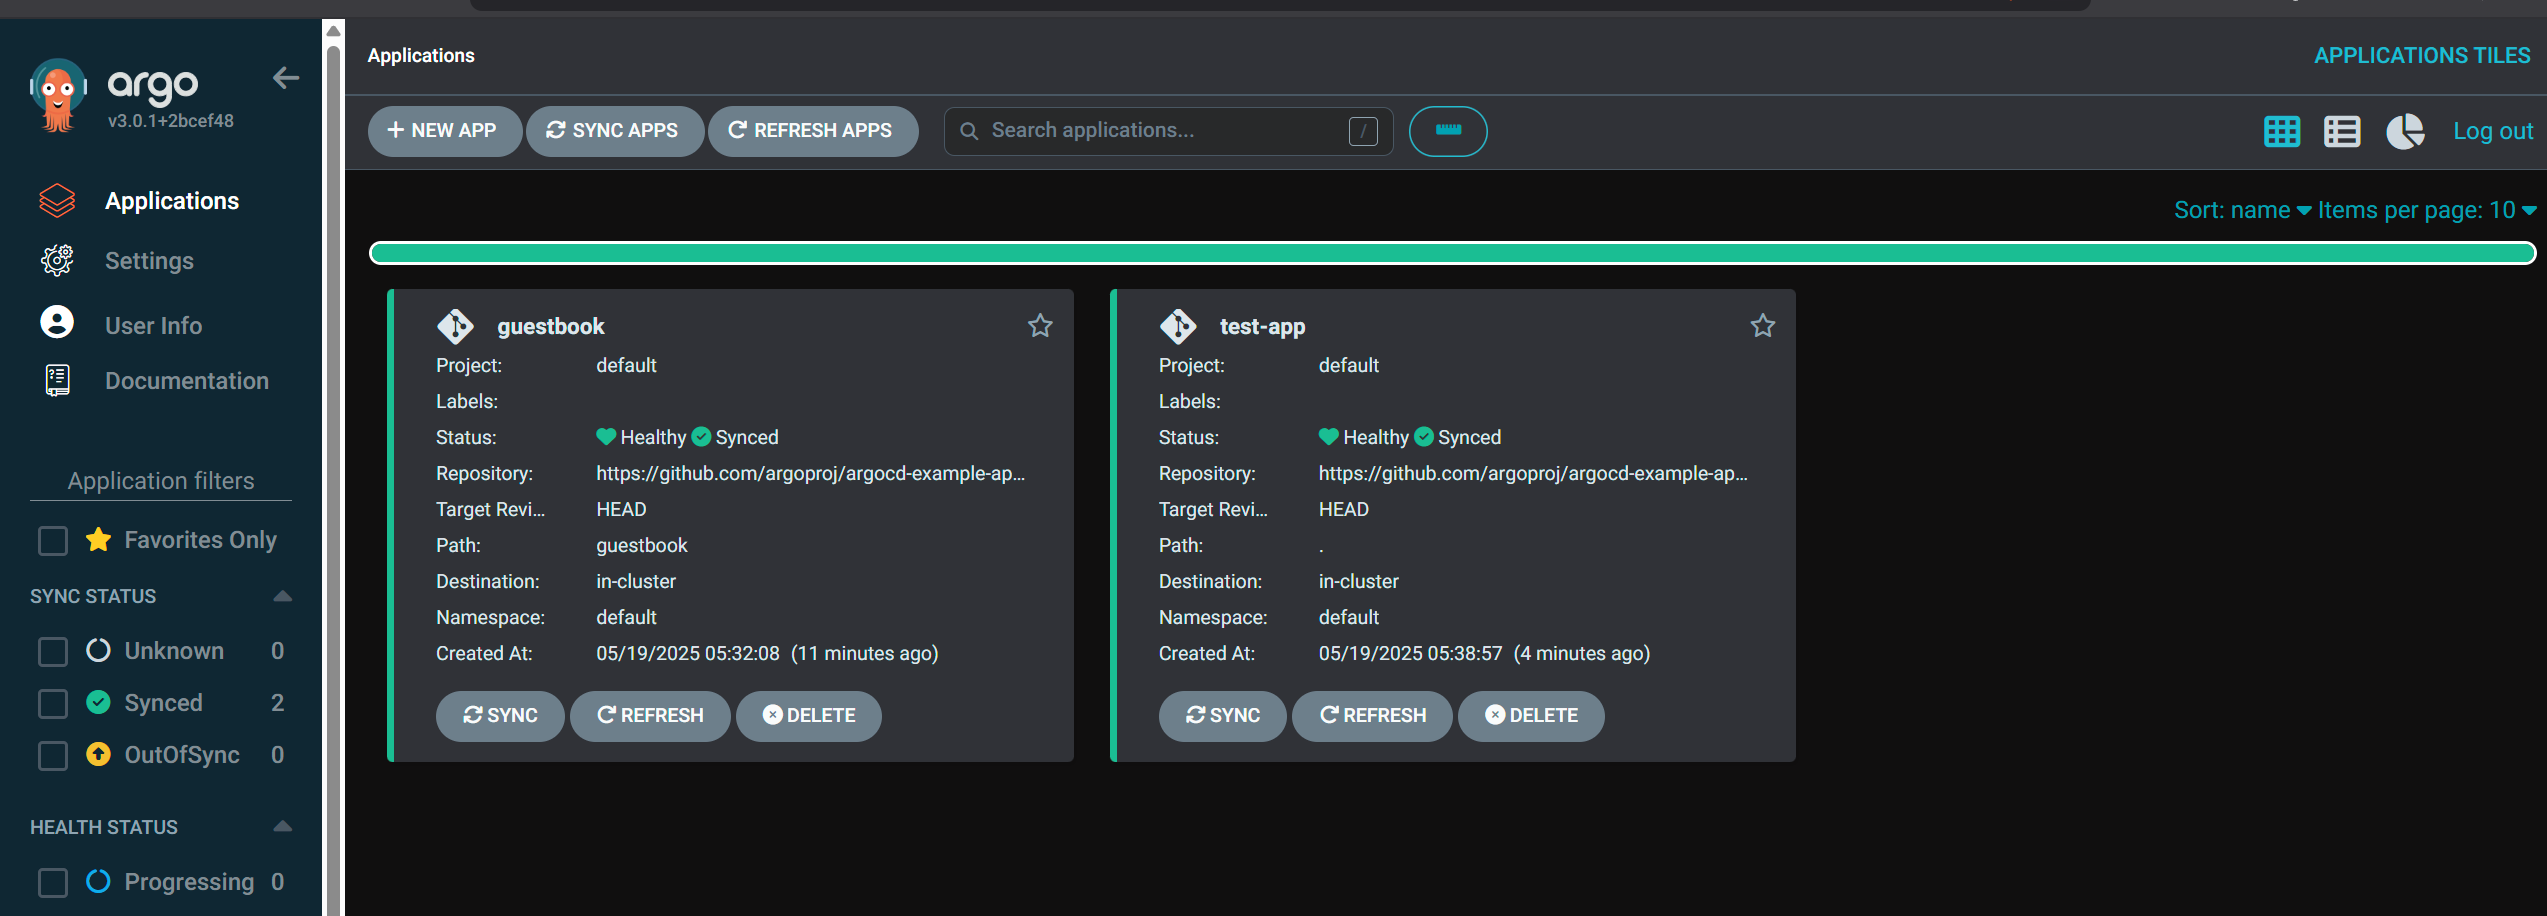 argo
v3.0.1+2bcef48
Applications
Settings
User Info
Documentation
Application filters
Favorites Only
SYNC STATUS
Unknown 0
Synced 2
OutOfSync 0
HEALTH STATUS
Progressing 0
Applications
APPLICATIONS TILES
NEW APP
SYNC APPS
REFRESH APPS
Search applications...
/
Log out
Sort: name
Items per page: 10
guestbook
Project: default
Labels:
Status: Healthy Synced
Repository: https://github.com/argoproj/argocd-example-ap...
Target Revi... HEAD
Path: guestbook
Destination: in-cluster
Namespace: default
Created At: 05/19/2025 05:32:08 (11 minutes ago)
SYNC
REFRESH
DELETE
test-app
Project: default
Labels:
Status: Healthy Synced
Repository: https://github.com/argoproj/argocd-example-ap...
Target Revi... HEAD
Path: .
Destination: in-cluster
Namespace: default
Created At: 05/19/2025 05:38:57 (4 minutes ago)
SYNC
REFRESH
DELETE